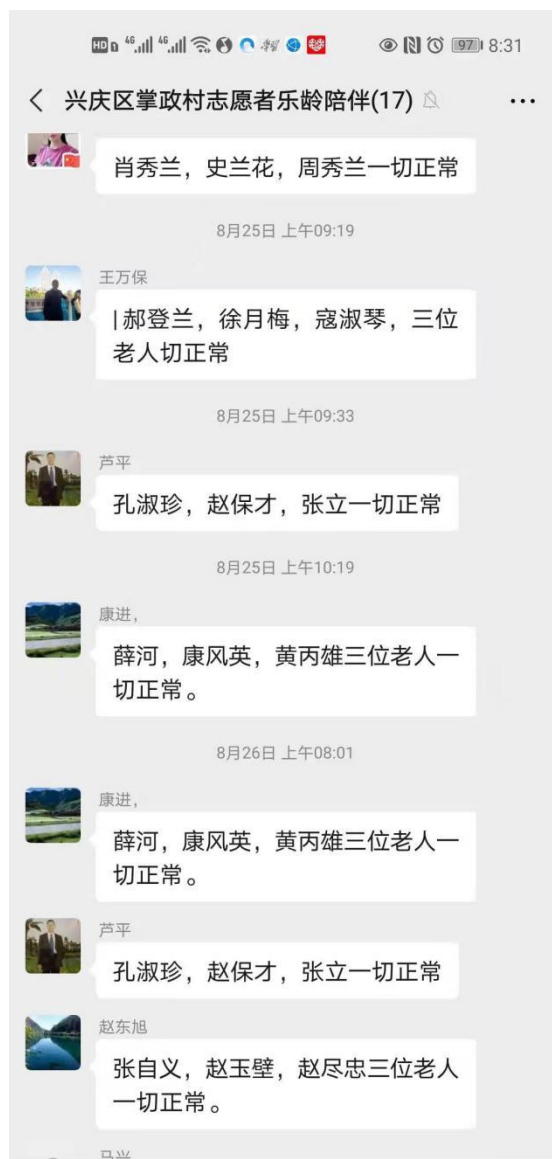 HD 4G 4G 97 8:31
兴庆区掌政村志愿者乐龄陪伴(17)
肖秀兰，史兰花，周秀兰一切正常
8月25日 上午09:19
王万保
|郝登兰，徐月梅，寇淑琴，三位
老人切正常
8月25日 上午09:33
芦平
孔淑珍，赵保才，张立一切正常
8月25日 上午10:19
康进，
薛河，康风英，黄丙雄三位老人一
切正常。
8月26日 上午08:01
康进，
薛河，康风英，黄丙雄三位老人一
切正常。
芦平
孔淑珍，赵保才，张立一切正常
赵东旭
张自义，赵玉壁，赵尽忠三位老人
一切正常。